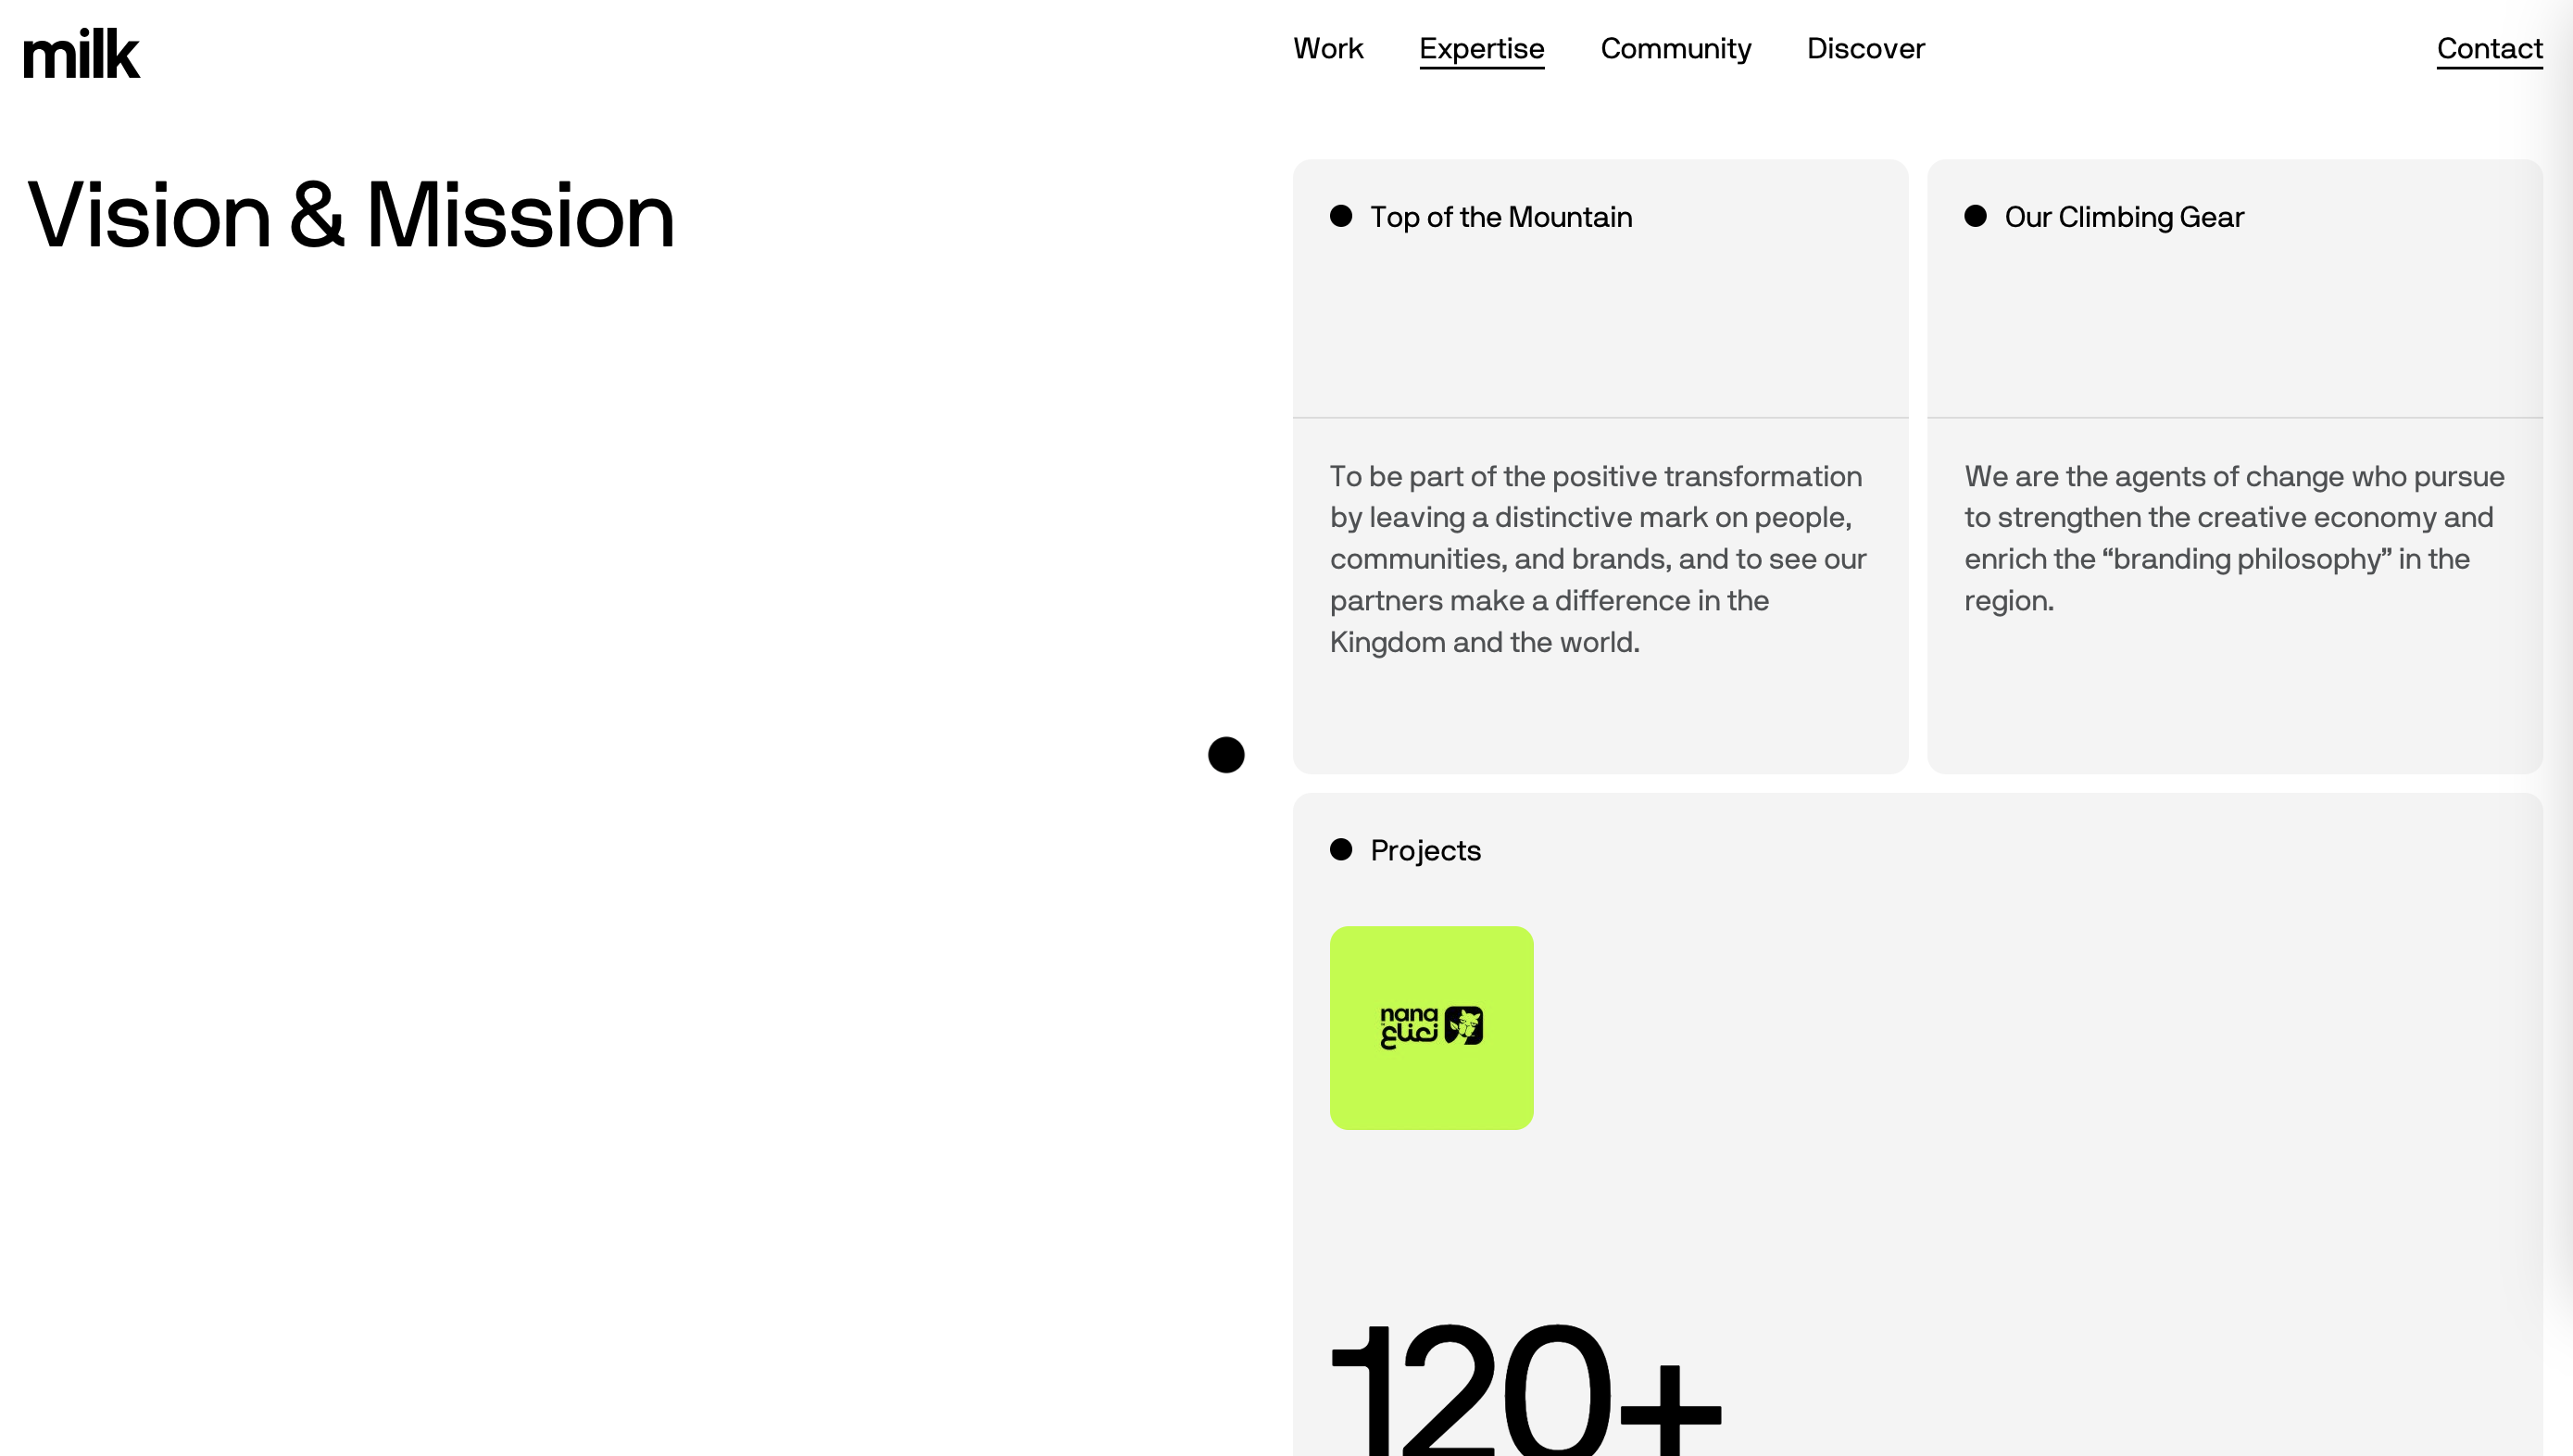 milk
Work
Expertise
Community
Discover
Contact
Vision & Mission
Top of the Mountain
To be part of the positive transformation
by leaving a distinctive mark on people,
communities, and brands, and to see our
partners make a difference in the
Kingdom and the world.
Our Climbing Gear
We are the agents of change who pursue
to strengthen the creative economy and
enrich the “branding philosophy” in the
region.
Projects
nana
120+